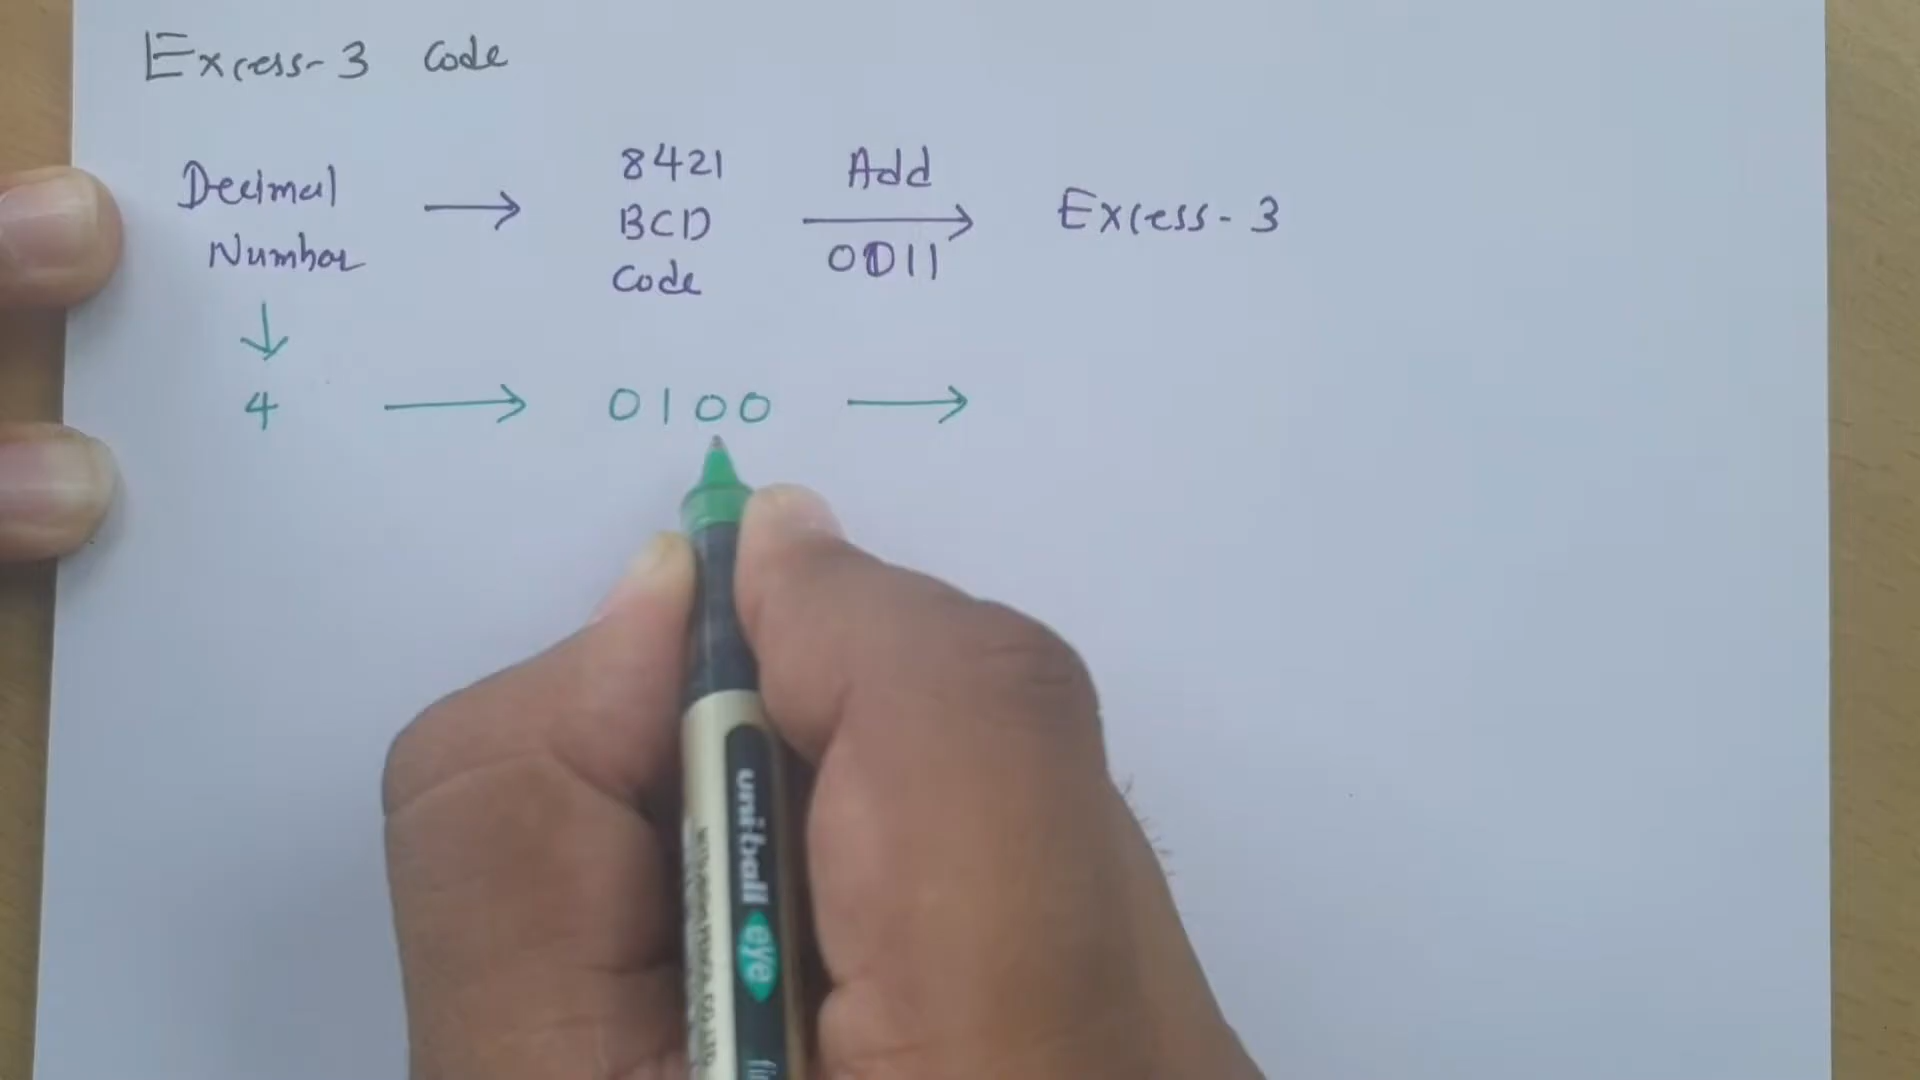 Excess-3 Code
Decimal Number → 8421 BCD Code Add → 0011 Excess-3
↓
4 → 0100 →
uni-ball eye